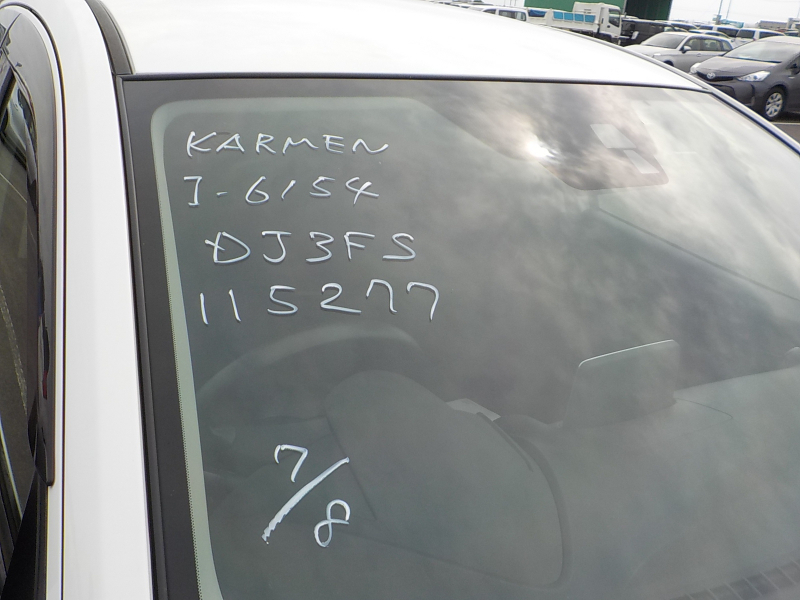 KARMEN
I-6154
DJ3FS
115277
7/8